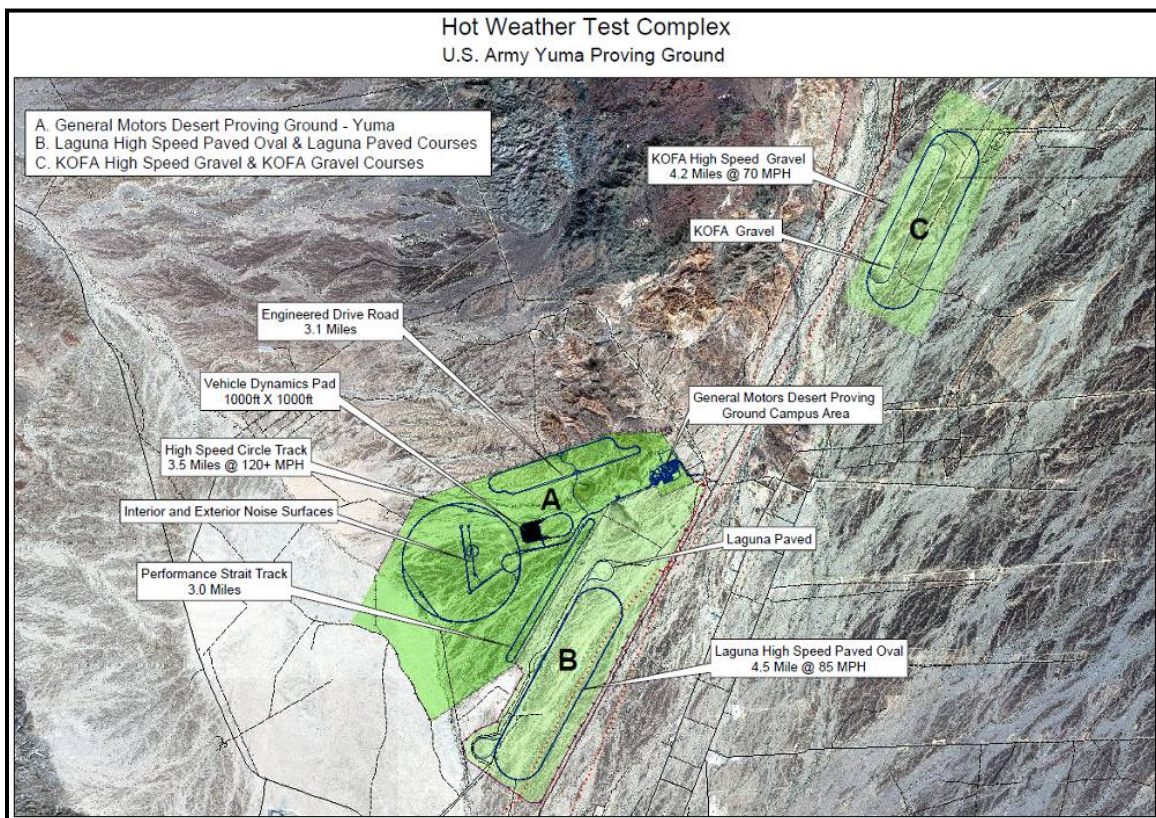 Hot Weather Test Complex
U.S. Army Yuma Proving Ground
A. General Motors Desert Proving Ground - Yuma
B. Laguna High Speed Paved Oval & Laguna Paved Courses
C. KOFA High Speed Gravel & KOFA Gravel Courses
KOFA High Speed Gravel
4.2 Miles @ 70 MPH
C
KOFA Gravel
Engineered Drive Road
3.1 Miles
Vehicle Dynamics Pad
1000ft X 1000ft
General Motors Desert Proving
Ground Campus Area
High Speed Circle Track
3.5 Miles @ 120+ MPH
A
Interior and Exterior Noise Surfaces
Laguna Paved
Performance Strait Track
3.0 Miles
B
Laguna High Speed Paved Oval
4.5 Mile @ 85 MPH